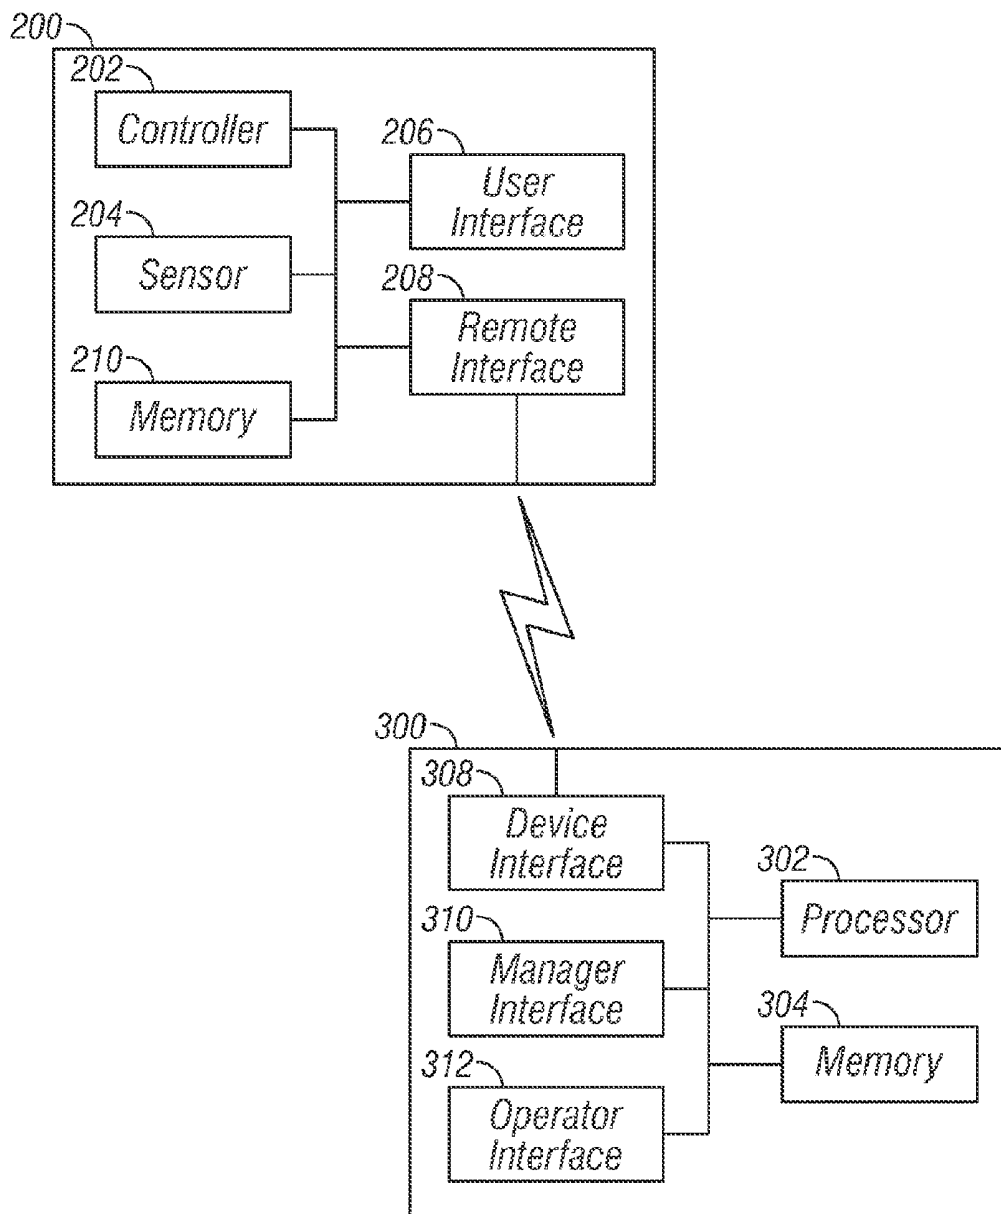 200
202
Controller
206
User
Interface
204
Sensor
208
Remote
Interface
210
Memory
300
308
Device
Interface
302
Processor
310
Manager
Interface
304
Memory
312
Operator
Interface